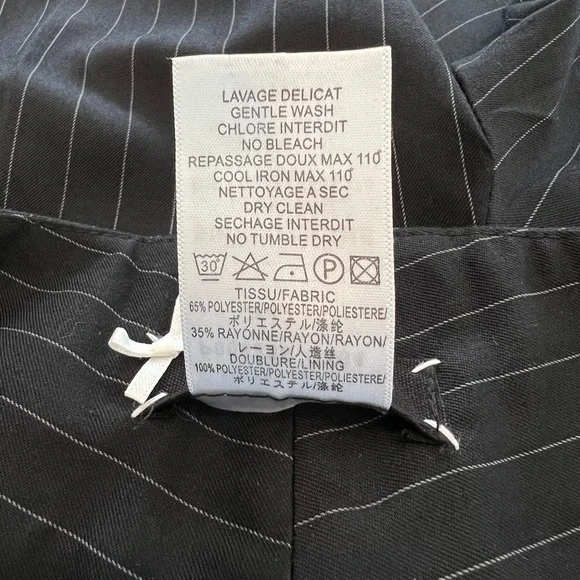 LAVAGE DELICAT
GENTLE WASH
CHLORE INTERDIT
NO BLEACH
REPASSAGE DOUX MAX 110°
COOL IRON MAX 110°
NETTOYAGE A SEC
DRY CLEAN
SECHAGE INTERDIT
NO TUMBLE DRY
30° P
TISSU/FABRIC
65% POLYESTER/POLYESTER/POLIESTERE/
ポリエステル/涤纶
35% RAYONNE/RAYON/RAYON/
レーヨン/人造丝
DOUBLURE/LINING
100% POLYESTER/POLYESTER/POLIESTERE/
ポリエステル/涤纶